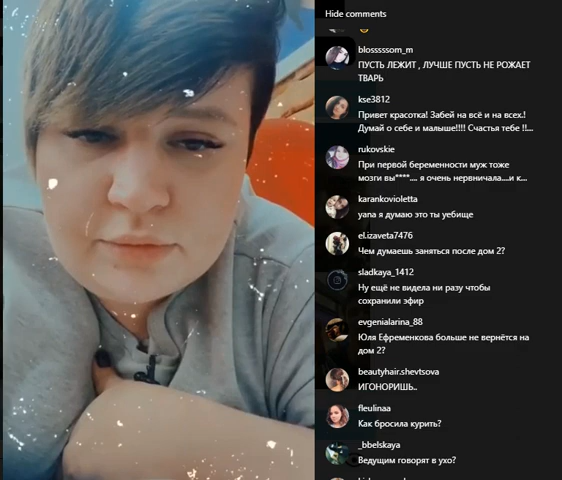 Hide comments
blosssssom_m
ПУСТЬ ЛЕЖИТ , ЛУЧШЕ ПУСТЬ НЕ РОЖАЕТ
ТВАРЬ
kse3812
Привет красотка! Забей на всё и на всех.!
Думай о себе и малыше!!!! Счастья тебе !!...
rukovskie
При первой беременности муж тоже
мозги вы****.... я очень нервничала....и к...
karankovioletta
yana я думаю это ты уебище
el.izaveta7476
Чем думаешь заняться после дом 2?
sladkaya_1412
Ну ещё не видела ни разу чтобы
сохранили эфир
evgenialarina_88
Юля Ефременкова больше не вернётся на
дом 2?
beautyhair.shevtsova
ИГОНОРИШЬ..
fleulinaa
Как бросила курить?
_bbelskaya
Ведущим говорят в ухо?